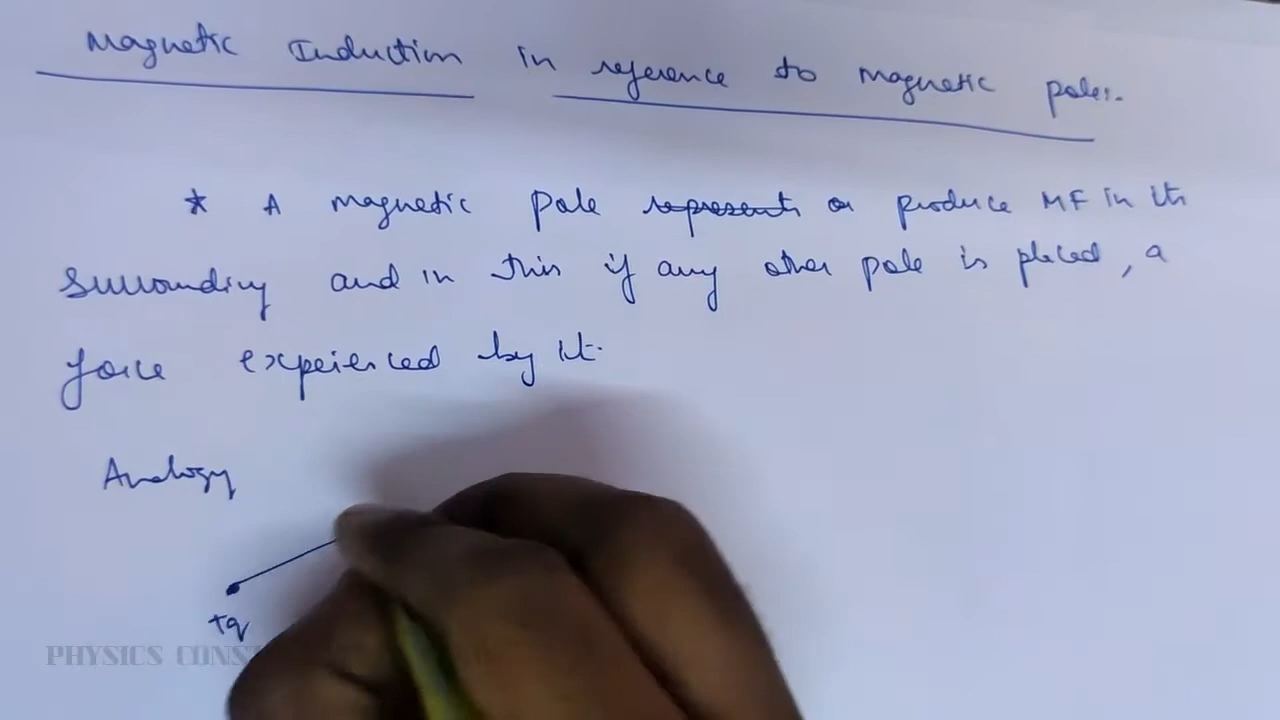 Magnetic Induction in reference to magnetic poles.
* A magnetic Pole represents or produce MF in its
Surrounding and in this if any other pole is placed, a
force experienced by it.
Analogy
+q
PHYSICS CONS